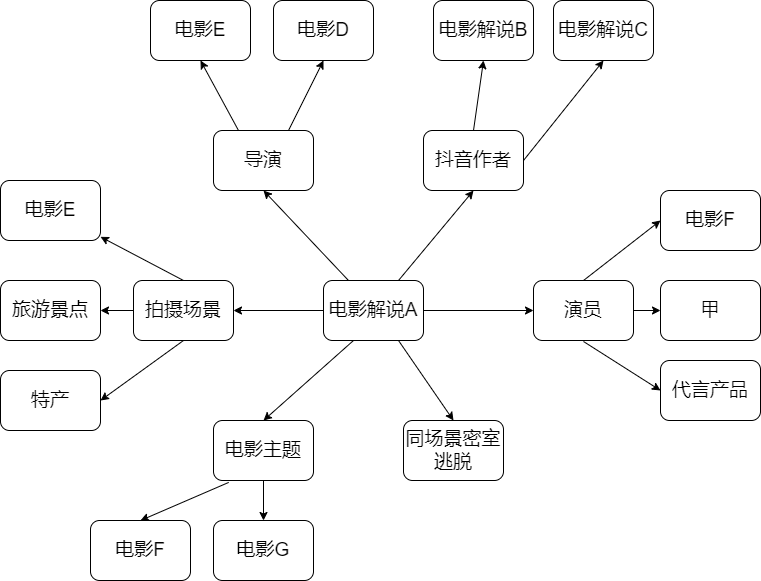 电影E
电影D
电影解说B
电影解说C
导演
抖音作者
电影E
电影F
旅游景点
拍摄场景
电影解说A
演员
甲
特产
代言产品
电影主题
同场景密室
逃脱
电影F
电影G